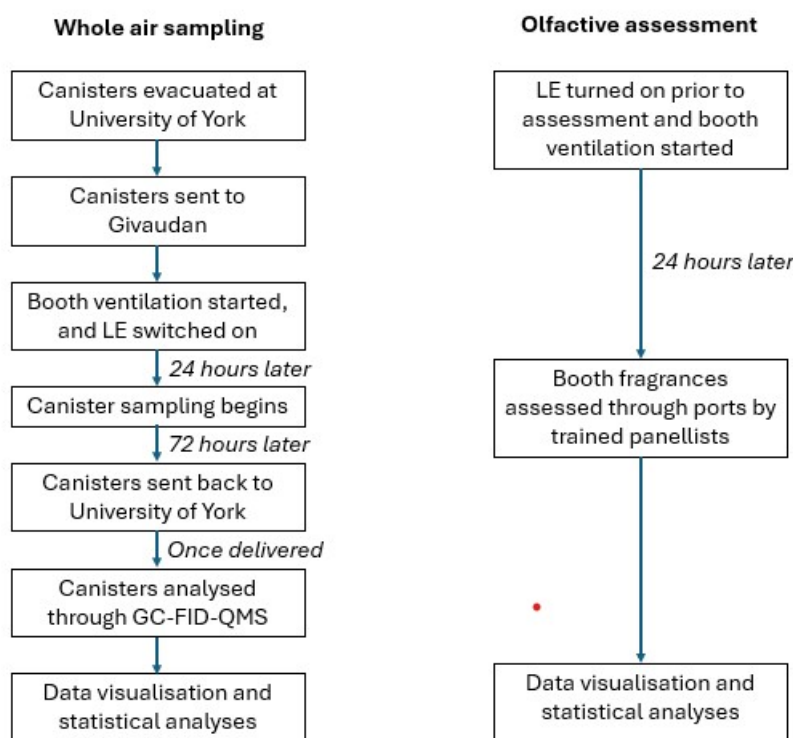 Whole air sampling
Canisters evacuated at
University of York
Canisters sent to
Givaudan
Booth ventilation started,
and LE switched on
24 hours later
Canister sampling begins
72 hours later
Canisters sent back to
University of York
Once delivered
Canisters analysed
through GC-FID-QMS
Data visualisation and
statistical analyses
Olfactive assessment
LE turned on prior to
assessment and booth
ventilation started
24 hours later
Booth fragrances
assessed through ports by
trained panellists
Data visualisation and
statistical analyses